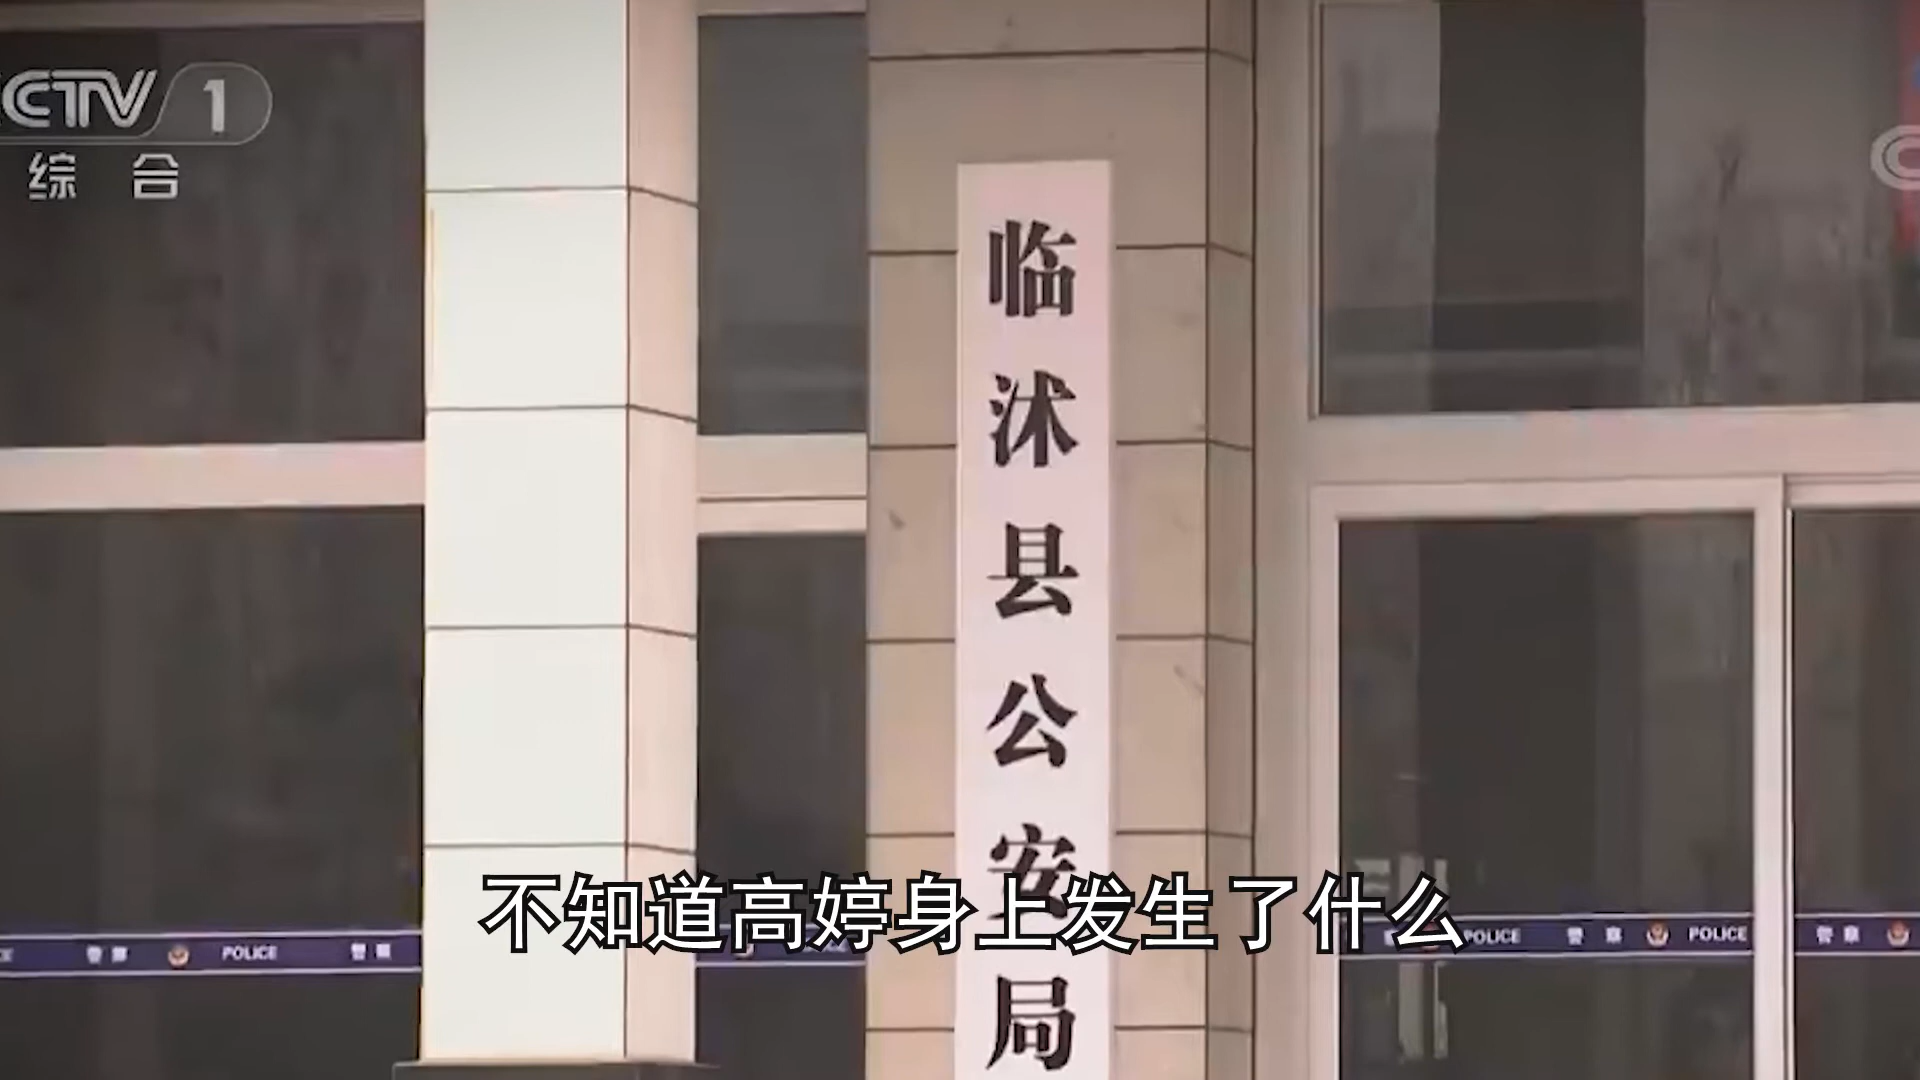 CCTV 1
综合
临沭县公安局
不知道高婷身上发生了什么
警察 POLICE 警察
POLICE 警察 POLICE 警察